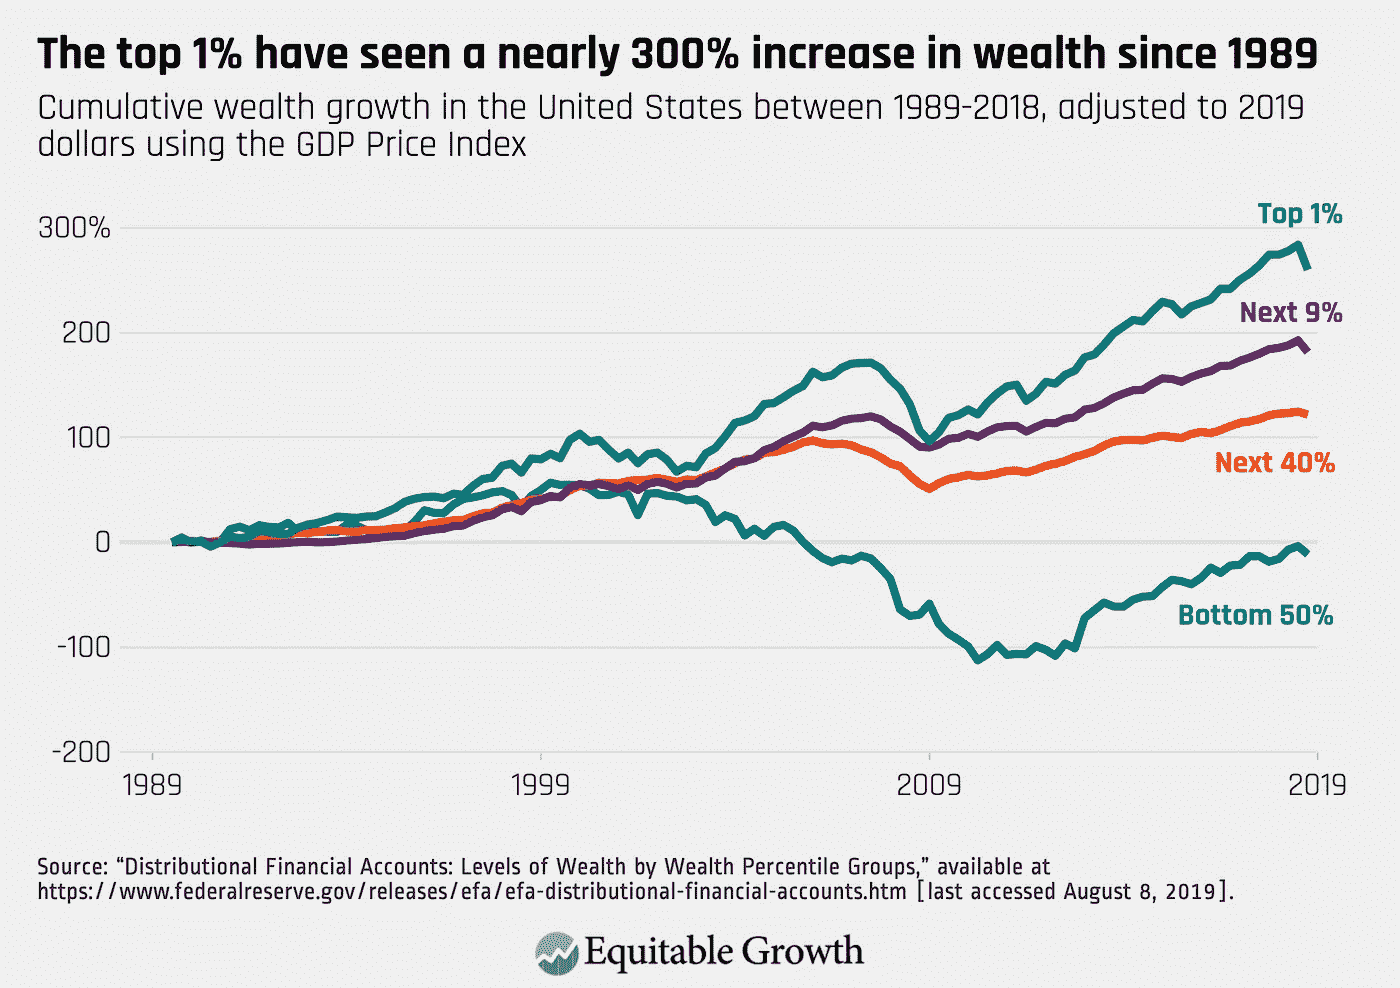 The top 1% have seen a nearly 300% increase in wealth since 1989
Cumulative wealth growth in the United States between 1989-2018, adjusted to 2019
dollars using the GDP Price Index
Top 1%
300%
Next 9%
200
100
Next 40%
0
Bottom 50%
-100
-200
1989
1999
2009
2019
Source: “Distributional Financial Accounts: Levels of Wealth by Wealth Percentile Groups,” available at
https://www.federalreserve.gov/releases/efa/efa-distributional-financial-accounts.htm [last accessed August 8, 2019].
Equitable Growth